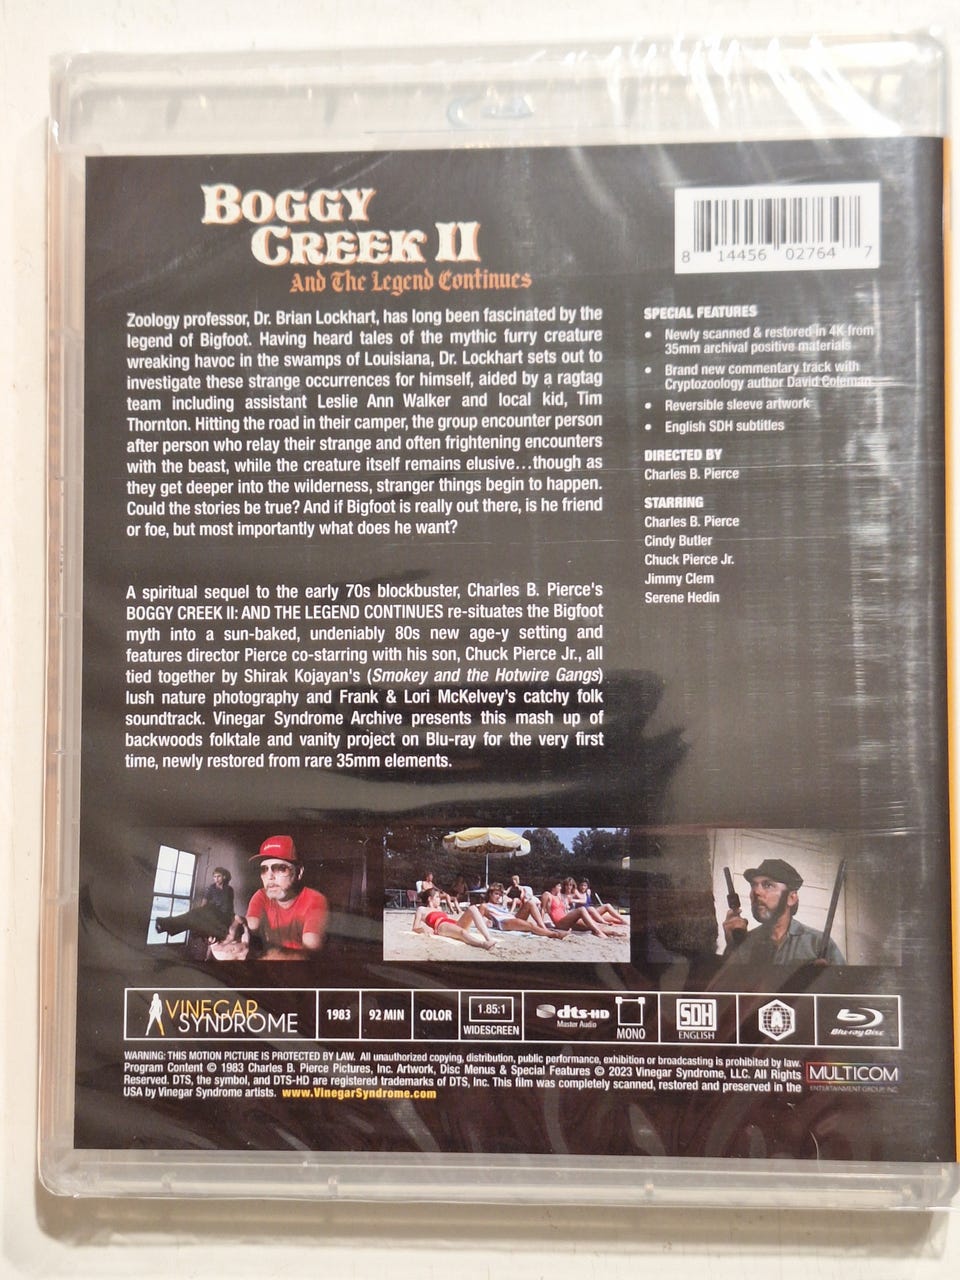 BOGGY
CREEK II
And The Legend Continues
8 14456 02764 7
Zoology professor, Dr. Brian Lockhart, has long been fascinated by the
legend of Bigfoot. Having heard tales of the mythic furry creature
wreaking havoc in the swamps of Louisiana, Dr. Lockhart sets out to
investigate these strange occurrences for himself, aided by a ragtag
team including assistant Leslie Ann Walker and local kid, Tim
Thornton. Hitting the road in their camper, the group encounter person
after person who relay their strange and often frightening encounters
with the beast, while the creature itself remains elusive...though as
they get deeper into the wilderness, stranger things begin to happen.
Could the stories be true? And if Bigfoot is really out there, is he friend
or foe, but most importantly what does he want?
A spiritual sequel to the early 70s blockbuster, Charles B. Pierce's
BOGGY CREEK II: AND THE LEGEND CONTINUES re-situates the Bigfoot
myth into a sun-baked, undeniably 80s new age-y setting and
features director Pierce co-starring with his son, Chuck Pierce Jr., all
tied together by Shirak Kojayan's (Smokey and the Hotwire Gangs)
lush nature photography and Frank & Lori McKelvey's catchy folk
soundtrack. Vinegar Syndrome Archive presents this mash up of
backwoods folktale and vanity project on Blu-ray for the very first
time, newly restored from rare 35mm elements.
SPECIAL FEATURES
• Newly scanned & restored in 4K from
35mm archival positive materials
• Brand new commentary track with
Cryptozoology author David Coleman
• Reversible sleeve artwork
• English SDH subtitles
DIRECTED BY
Charles B. Pierce
STARRING
Charles B. Pierce
Cindy Butler
Chuck Pierce Jr.
Jimmy Clem
Serene Hedin
VINEGAR
SYNDROME
1983
92 MIN
COLOR
1.85:1
WIDESCREEN
dts-HD
Master Audio
MONO
SDH
ENGLISH
Blu-ray Disc
WARNING: THIS MOTION PICTURE IS PROTECTED BY LAW. All unauthorized copying, distribution, public performance, exhibition or broadcasting is prohibited by law.
Program Content © 1983 Charles B. Pierce Pictures, Inc. Artwork, Disc Menus & Special Features © 2023 Vinegar Syndrome, LLC. All Rights
Reserved. DTS, the symbol, and DTS-HD are registered trademarks of DTS, Inc. This film was completely scanned, restored and preserved in the
USA by Vinegar Syndrome artists. www.VinegarSyndrome.com
MULTICOM
ENTERTAINMENT GROUP, INC.